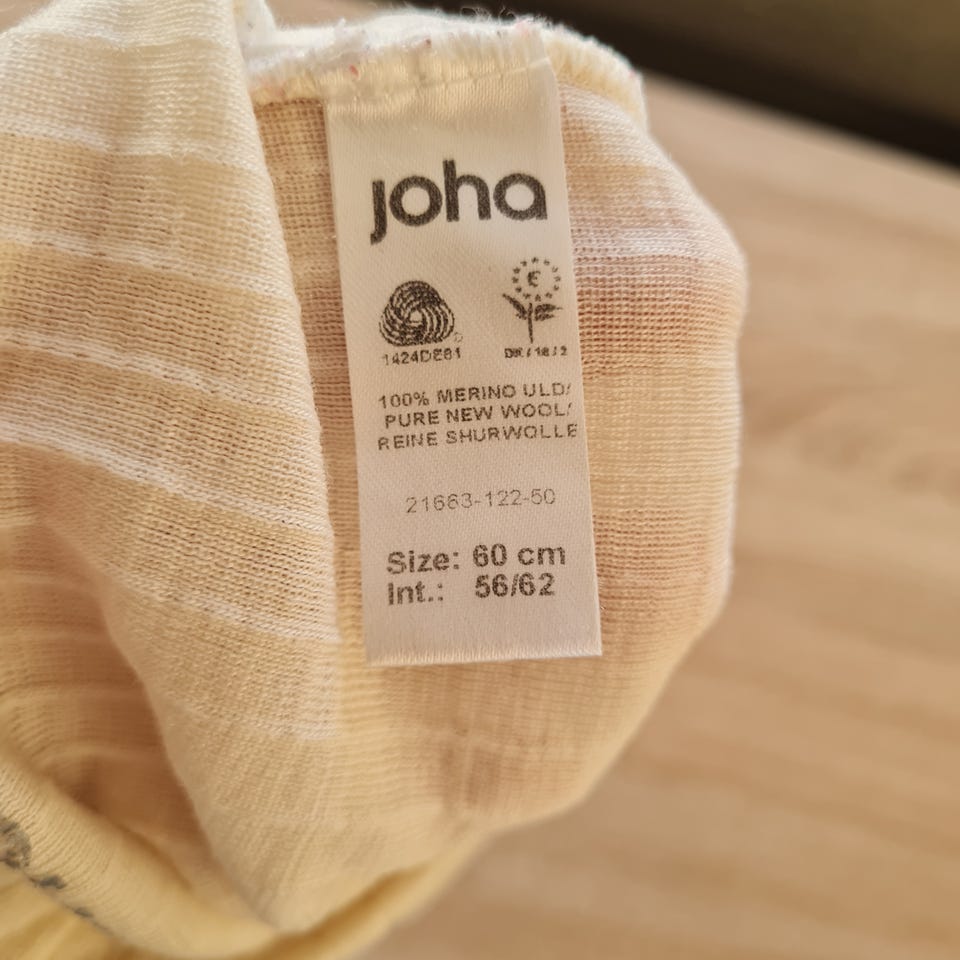 joha
€
1424DE81
DK/16/2
100% MERINO ULD/
PURE NEW WOOL/
REINE SHURWOLLE
21663-122-50
Size: 60 cm
Int.: 56/62